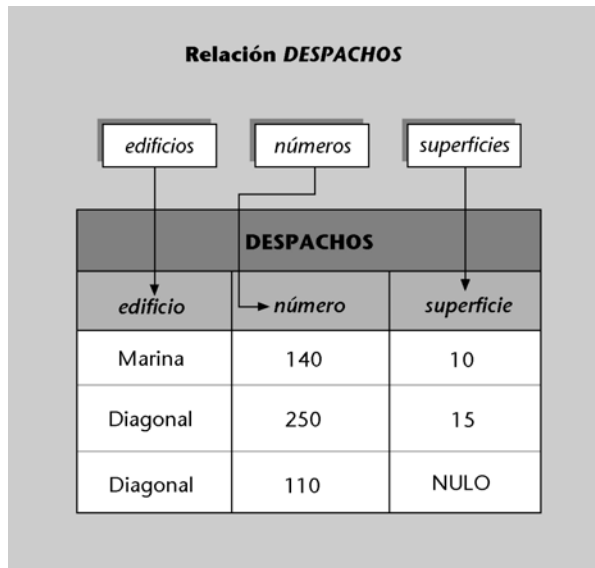 Relación DESPACHOS
edificios números superficies
DESPACHOS
edificio número superficie
Marina 140 10
Diagonal 250 15
Diagonal 110 NULO